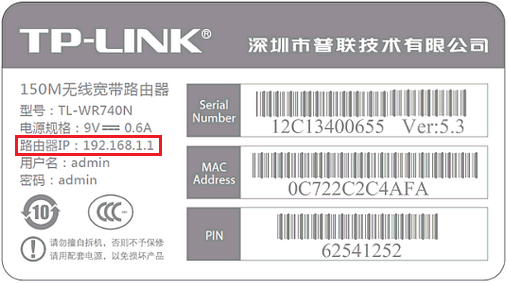 TP-LINK®
深圳市普联技术有限公司
150M无线宽带路由器
型号：TL-WR740N
电源规格：9V⎓0.6A
路由器IP：192.168.1.1
用户名：admin
密码：admin
10
CCC
请勿擅自拆机，否则不予保修
请用配套电源，以免损坏产品
Serial
Number
12C13400655 Ver:5.3
MAC
Address
0C722C2C4AFA
PIN
62541252